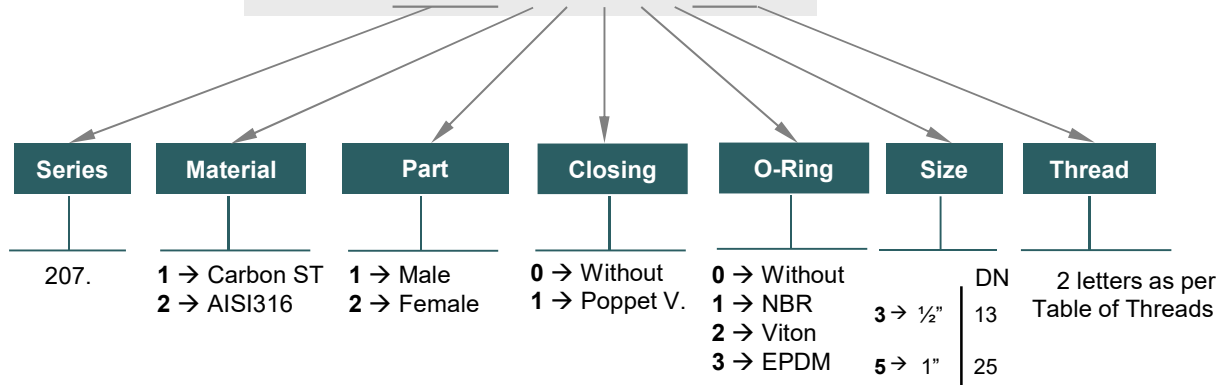 Series Material Part Closing O-Ring Size Thread
207.
1 → Carbon ST
2 → AISI316
1 → Male
2 → Female
0 → Without
1 → Poppet V.
0 → Without
1 → NBR
2 → Viton
3 → EPDM
DN
3 → ½” 13
5 → 1” 25
2 letters as per
Table of Threads